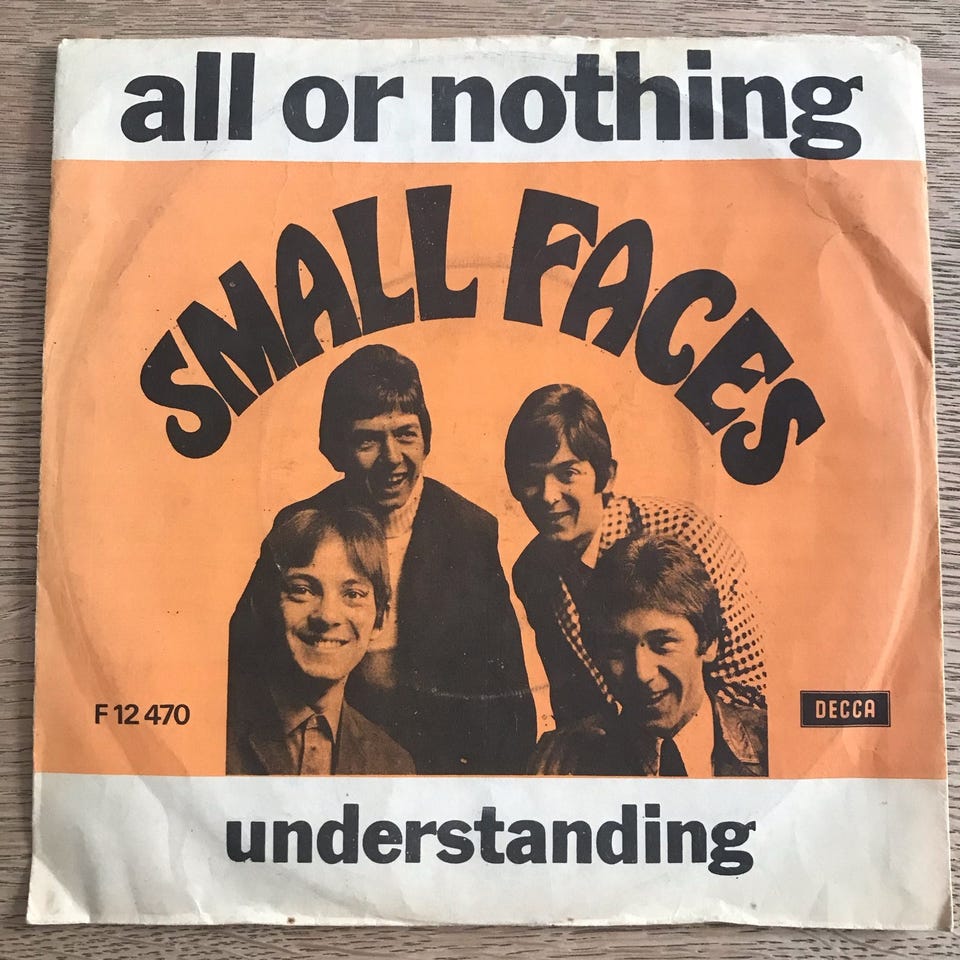 all or nothing
SMALL FACES
F 12 470
DECCA
understanding